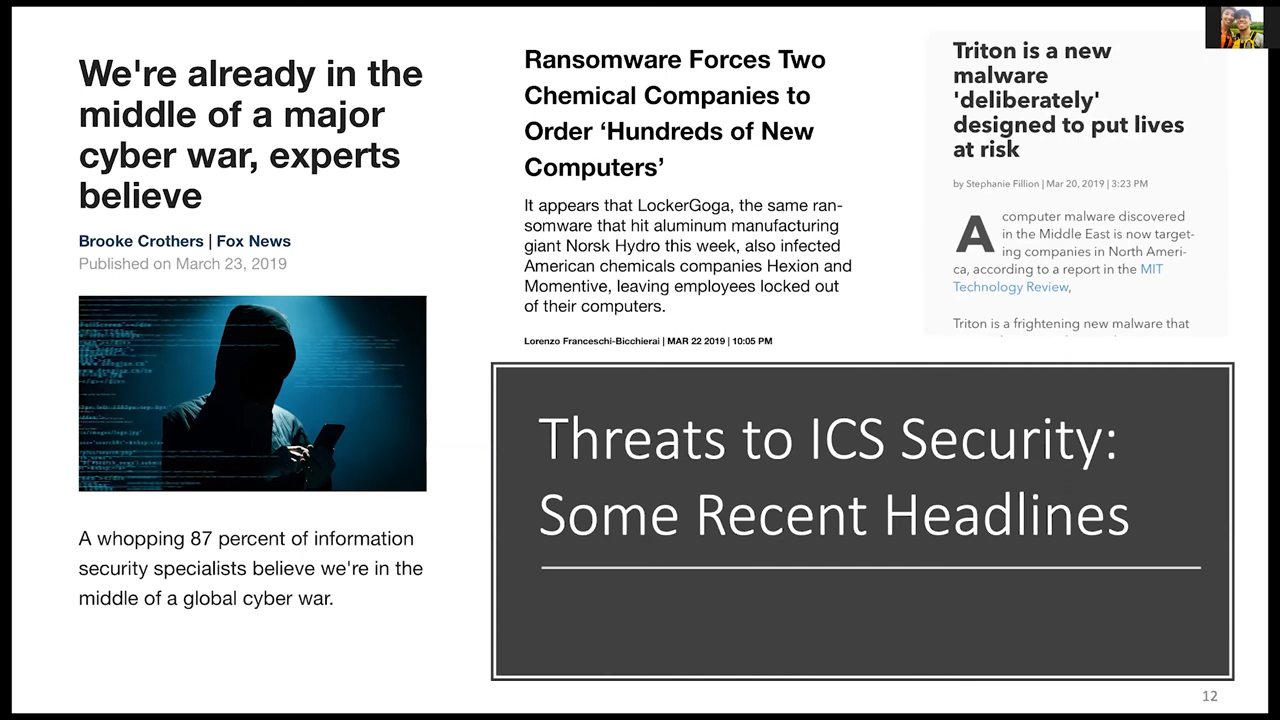 We're already in the
middle of a major
cyber war, experts
believe
Brooke Crothers | Fox News
Published on March 23, 2019
A whopping 87 percent of information
security specialists believe we're in the
middle of a global cyber war.
Ransomware Forces Two
Chemical Companies to
Order ‘Hundreds of New
Computers’
It appears that LockerGoga, the same ran-
somware that hit aluminum manufacturing
giant Norsk Hydro this week, also infected
American chemicals companies Hexion and
Momentive, leaving employees locked out
of their computers.
Lorenzo Franceschi-Bicchierai | MAR 22 2019 | 10:05 PM
Triton is a new
malware
'deliberately'
designed to put lives
at risk
by Stephanie Fillion | Mar 20, 2019 | 3:23 PM
A computer malware discovered
in the Middle East is now target-
ing companies in North Ameri-
ca, according to a report in the MIT
Technology Review,
Triton is a frightening new malware that
Threats to CS Security:
Some Recent Headlines
12